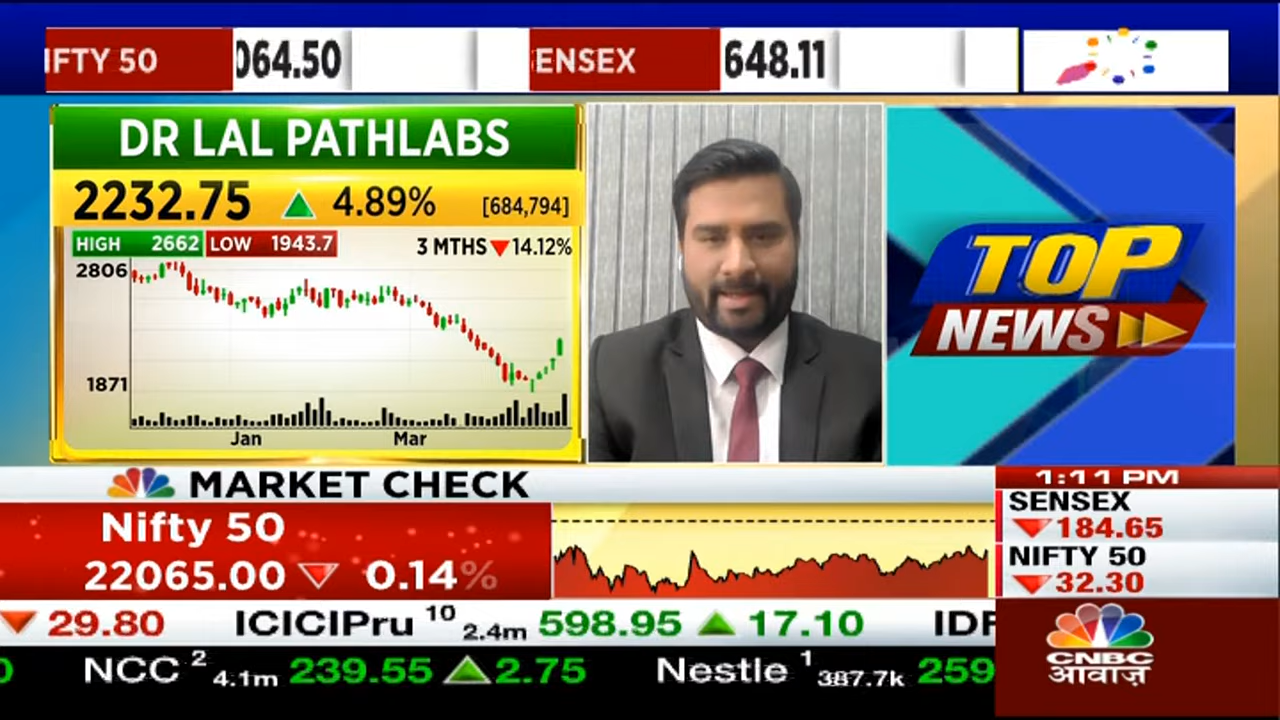 IFTY 50
064.50
ENSEX
648.11
DR LAL PATHLABS
2232.75 ▲ 4.89% [684,794]
HIGH 2662 LOW 1943.7 3 MTHS▼14.12%
2806
1871
Jan Mar
TOP
NEWS
MARKET CHECK
Nifty 50
22065.00 ▼ 0.14%
1:11 PM
SENSEX
▼184.65
NIFTY 50
▼32.30
▼ 29.80 ICICIPru 10 2.4m 598.95 ▲ 17.10 IDF
0 NCC 2 4.1m 239.55 ▲2.75 Nestle 1 387.7k 259
CNBC
आवाज़